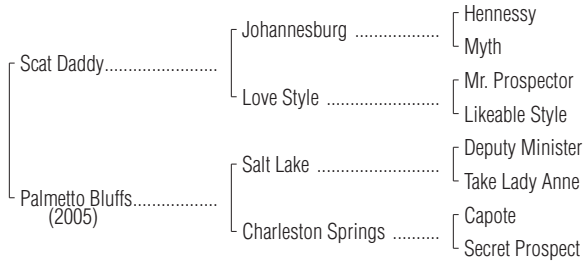 Hennessy
Johannesburg ..................
Myth
Scat Daddy........................
Mr. Prospector
Love Style ........................
Likeable Style
Deputy Minister
Salt Lake ..........................
Take Lady Anne
Palmetto Bluffs..................
(2005)
Capote
Charleston Springs ..........
Secret Prospect